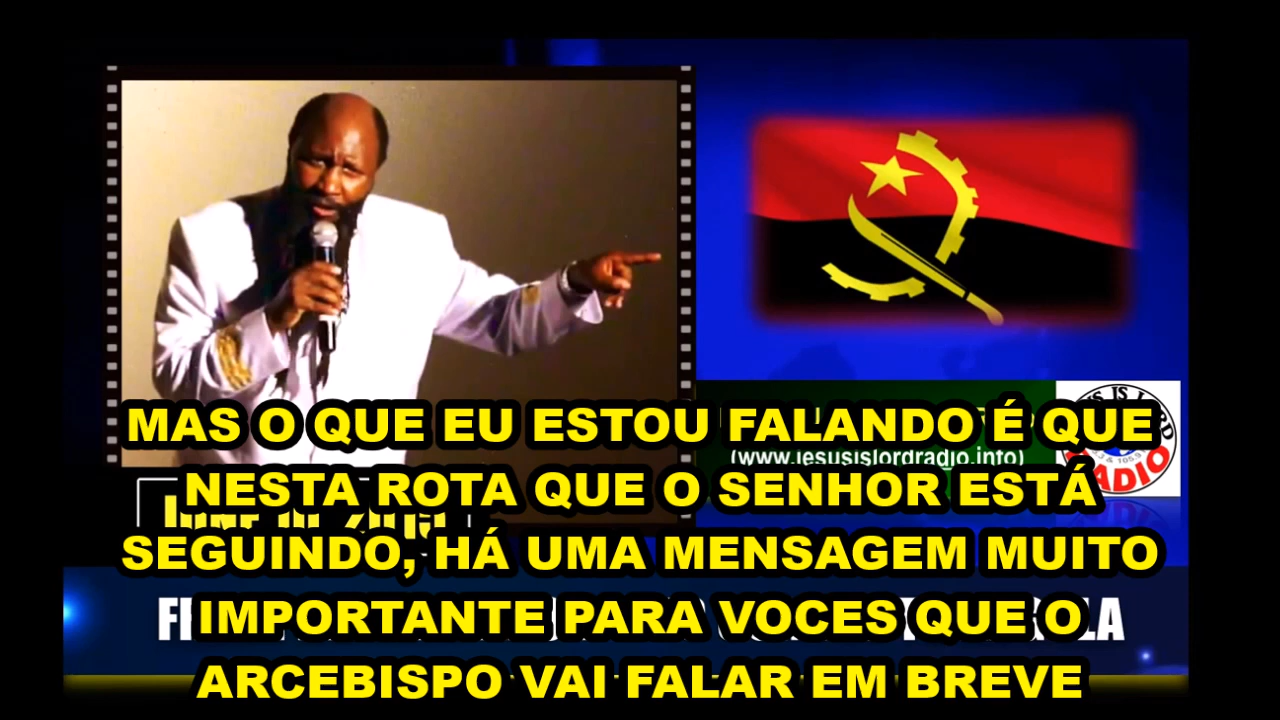 (www.jesusislordradio.info)
RADIO
MAS O QUE EU ESTOU FALANDO É QUE
NESTA ROTA QUE O SENHOR ESTÁ
SEGUINDO, HÁ UMA MENSAGEM MUITO
IMPORTANTE PARA VOCES QUE O
ARCEBISPO VAI FALAR EM BREVE